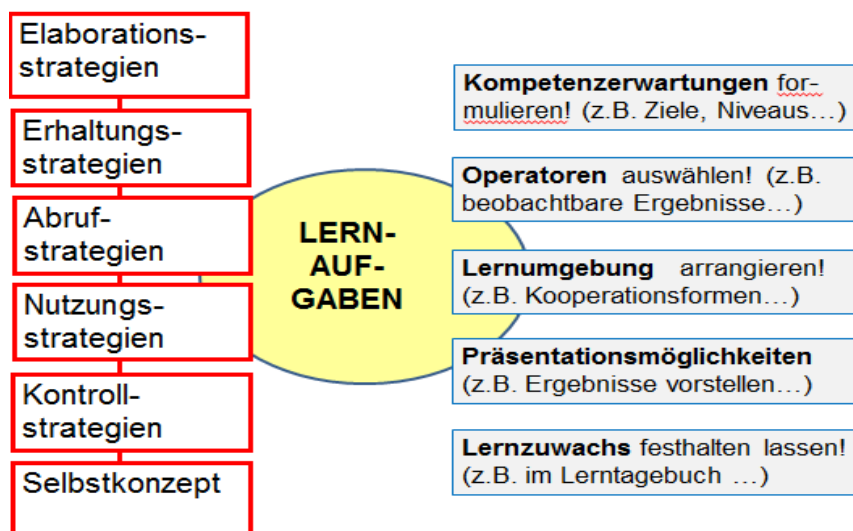 Elaborations-
strategien
Erhaltungs-
strategien
Abruf-
strategien
Nutzungs-
strategien
Kontroll-
strategien
Selbstkonzept
LERN-
AUF-
GABEN
Kompetenzerwartungen for-
mulieren! (z.B. Ziele, Niveaus…)
Operatoren auswählen! (z.B.
beobachtbare Ergebnisse…)
Lernumgebung arrangieren!
(z.B. Kooperationsformen…)
Präsentationsmöglichkeiten
(z.B. Ergebnisse vorstellen…)
Lernzuwachs festhalten lassen!
(z.B. im Lerntagebuch …)